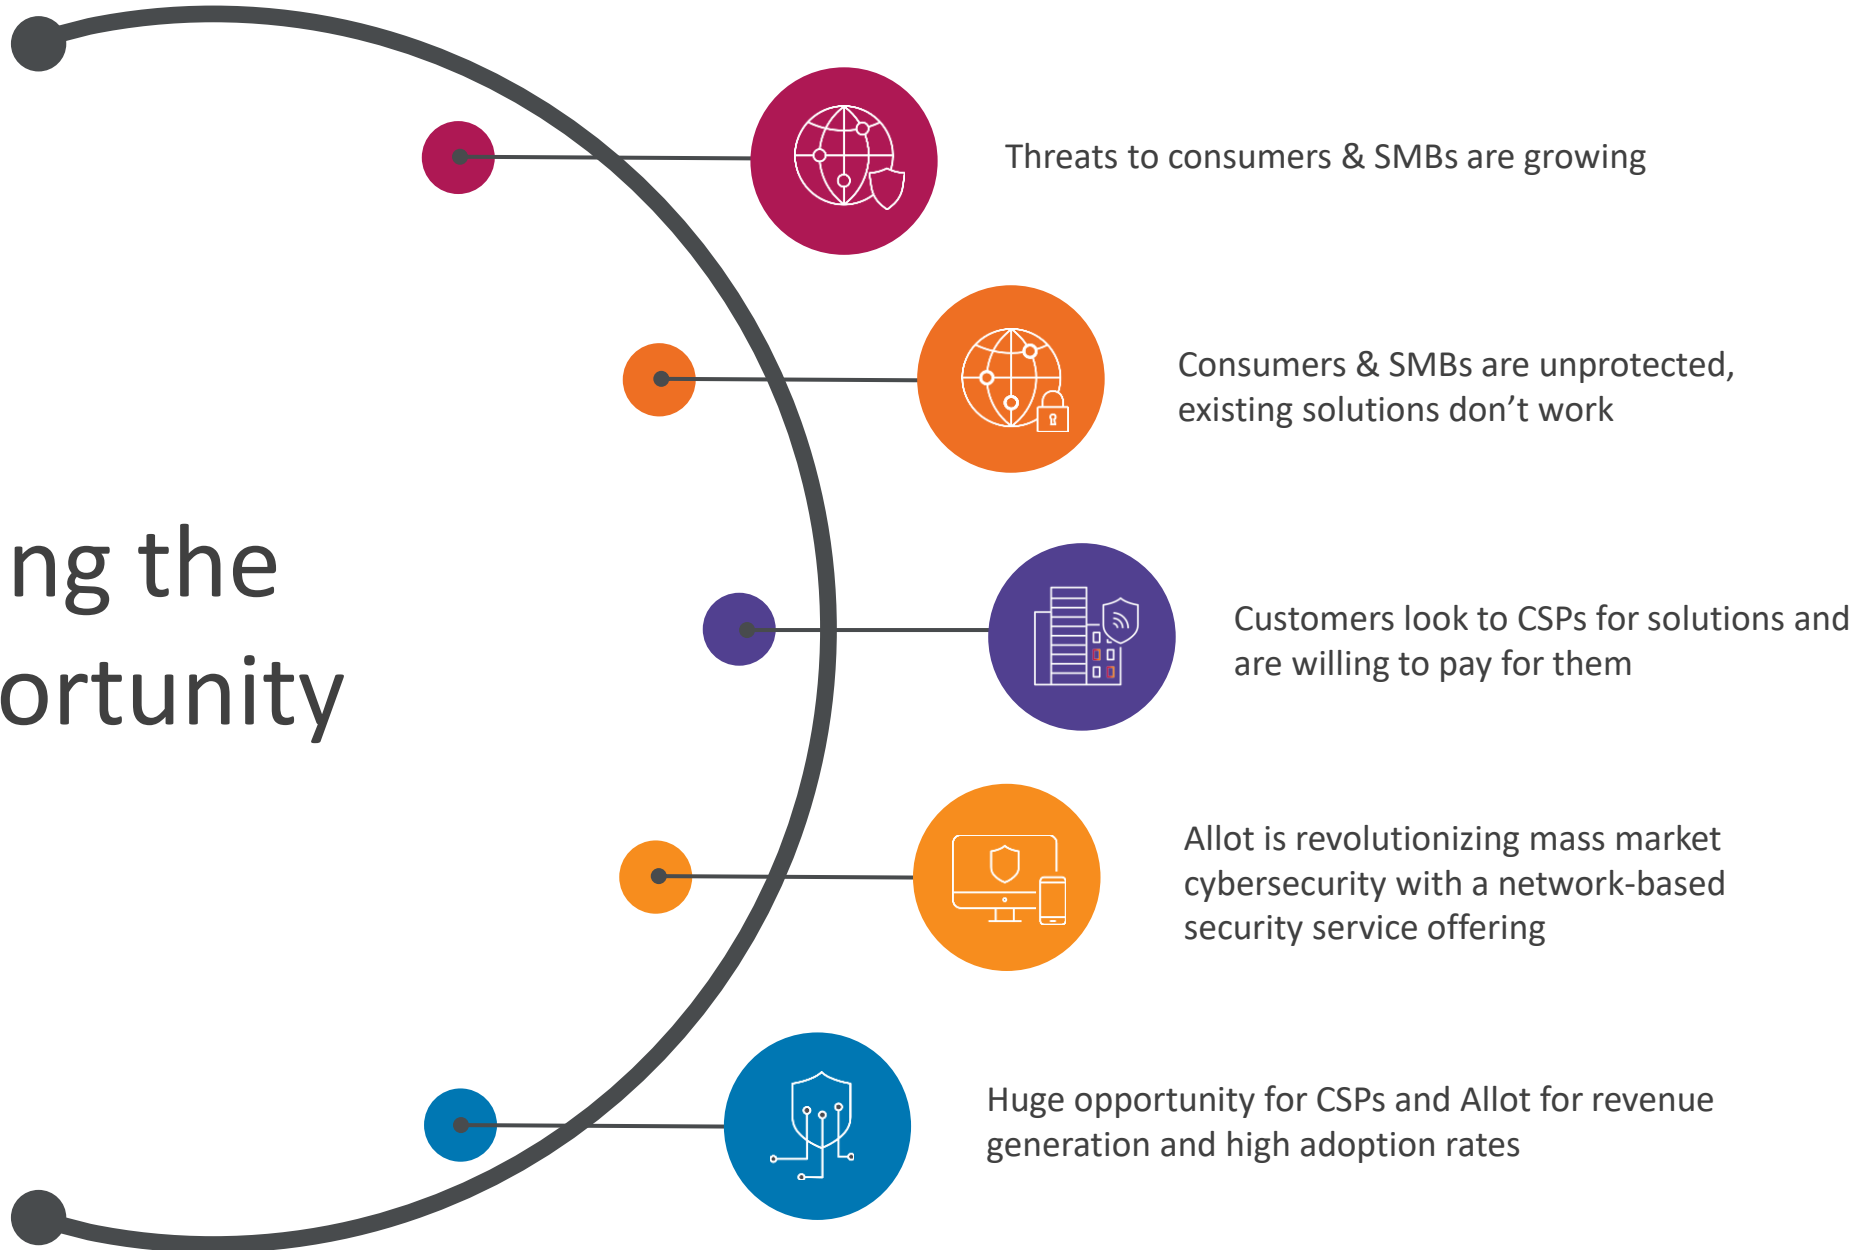 ng the
ortunity
Threats to consumers & SMBs are growing
Consumers & SMBs are unprotected,
existing solutions don’t work
Customers look to CSPs for solutions and
are willing to pay for them
Allot is revolutionizing mass market
cybersecurity with a network-based
security service offering
Huge opportunity for CSPs and Allot for revenue
generation and high adoption rates